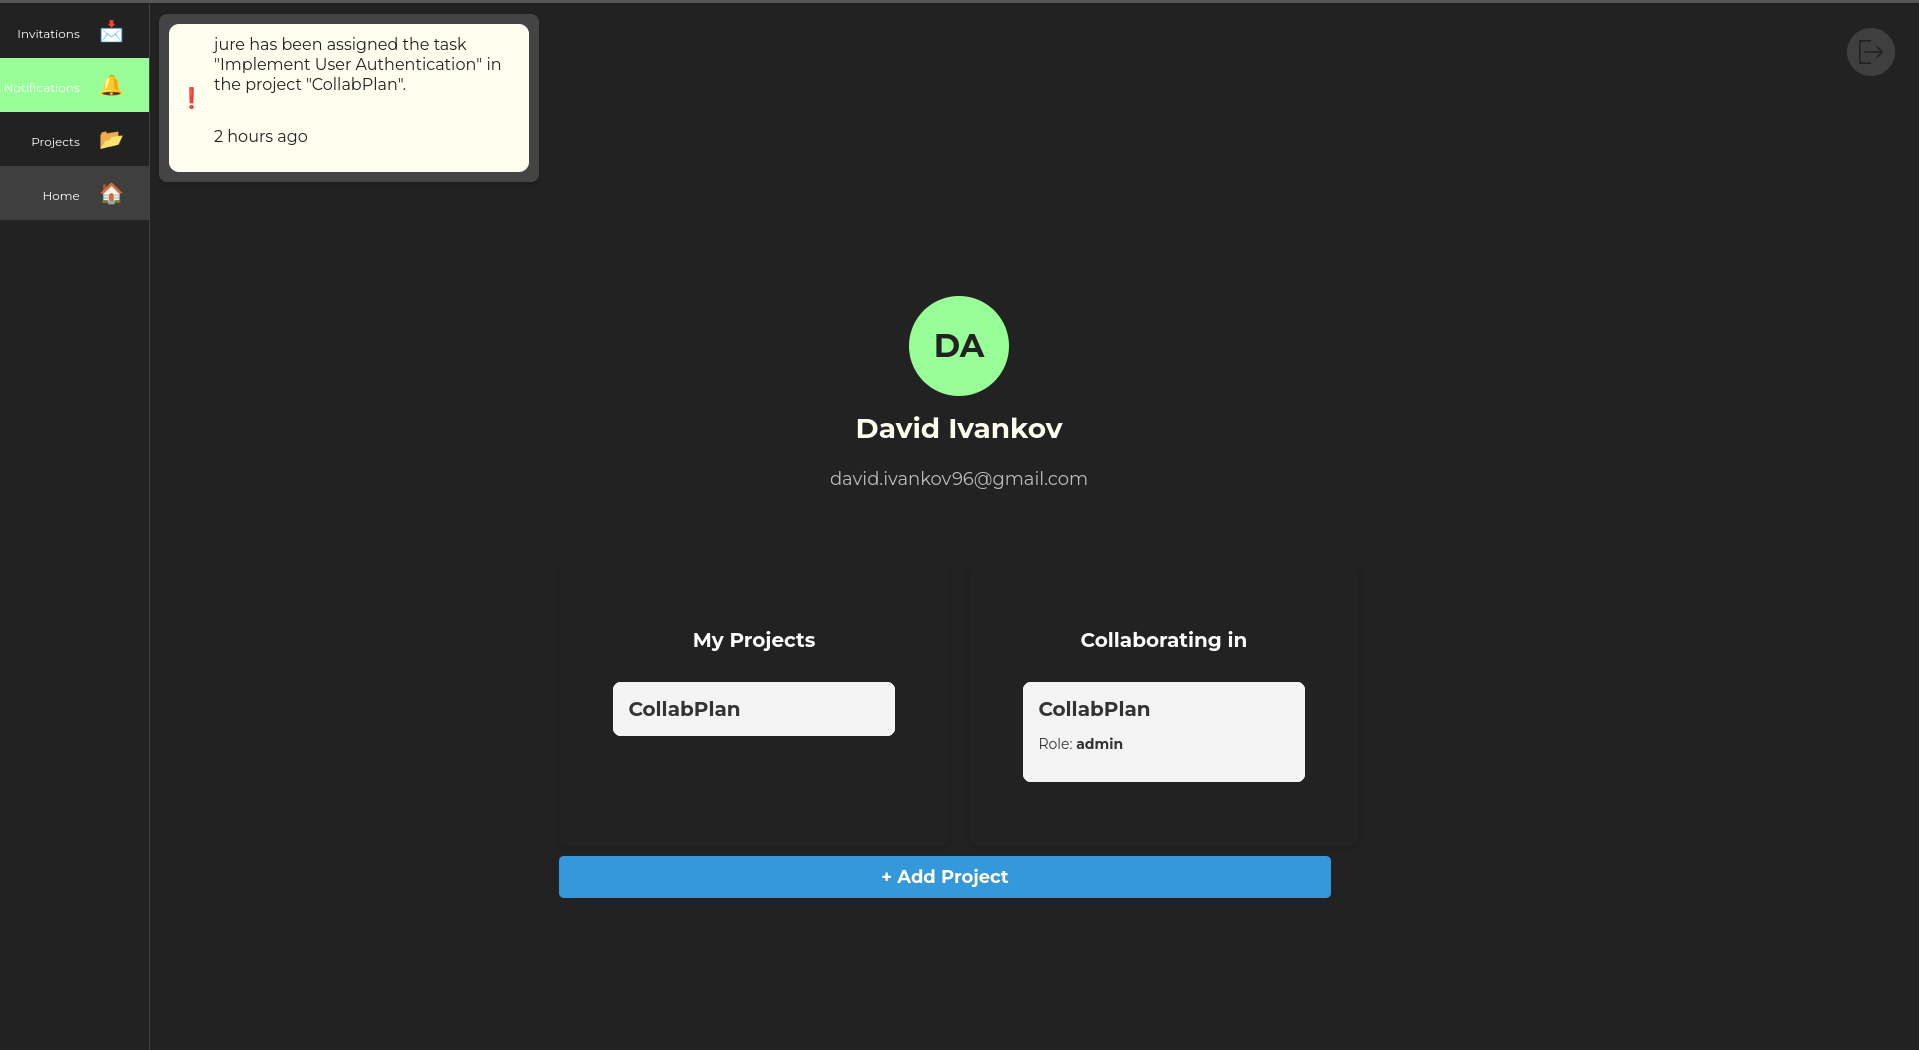 Invitations
Notifications
Projects
Home
jure has been assigned the task
"Implement User Authentication" in
the project "CollabPlan".
2 hours ago
DA
David Ivankov
david.ivankov96@gmail.com
My Projects
CollabPlan
Collaborating in
CollabPlan
Role: admin
+ Add Project